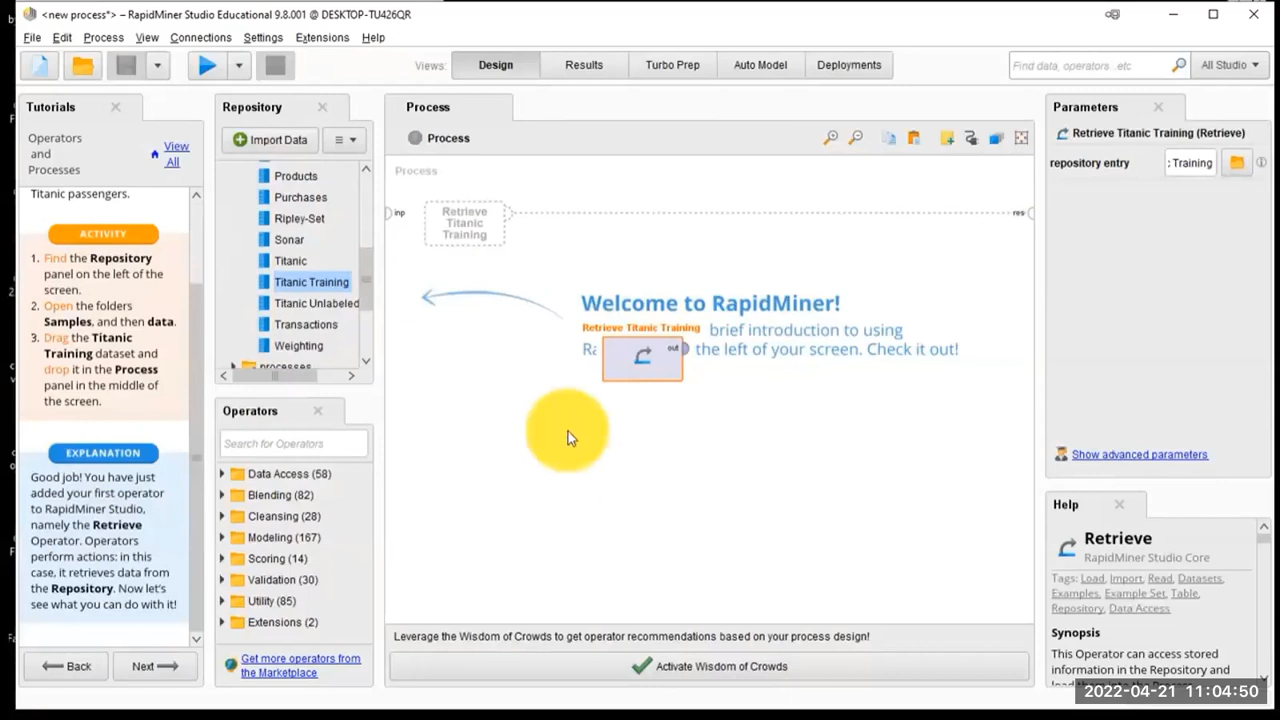 <new process*> – RapidMiner Studio Educational 9.8.001 @ DESKTOP-TU426QR
File Edit Process View Connections Settings Extensions Help
Views: Design Results Turbo Prep Auto Model Deployments
Find data, operators ..etc
All Studio
Tutorials
Operators
and
Processes
View
All
Titanic passengers.
ACTIVITY
1. Find the Repository
panel on the left of the
screen.
2. Open the folders
Samples, and then data.
3. Drag the Titanic
Training dataset and
drop it in the Process
panel in the middle of
the screen.
EXPLANATION
Good job! You have just
added your first operator
to RapidMiner Studio,
namely the Retrieve
Operator. Operators
perform actions: in this
case, it retrieves data from
the Repository. Now let's
see what you can do with it!
Back
Next
Repository
Import Data
Products
Purchases
Ripley-Set
Sonar
Titanic
Titanic Training
Titanic Unlabeled
Transactions
Weighting
processes
Operators
Search for Operators
Data Access (58)
Blending (82)
Cleansing (28)
Modeling (167)
Scoring (14)
Validation (30)
Utility (85)
Extensions (2)
Get more operators from
the Marketplace
Process
Process
Process
inp
Retrieve
Titanic
Training
res
Welcome to RapidMiner!
Retrieve Titanic Training
brief introduction to using
out
the left of your screen. Check it out!
Leverage the Wisdom of Crowds to get operator recommendations based on your process design!
Activate Wisdom of Crowds
Parameters
Retrieve Titanic Training (Retrieve)
repository entry
: Training
Show advanced parameters
Help
Retrieve
RapidMiner Studio Core
Tags: Load, Import, Read, Datasets,
Examples, Example Set, Table,
Repository, Data Access
Synopsis
This Operator can access stored
information in the Repository and
2022-04-21 11:04:50